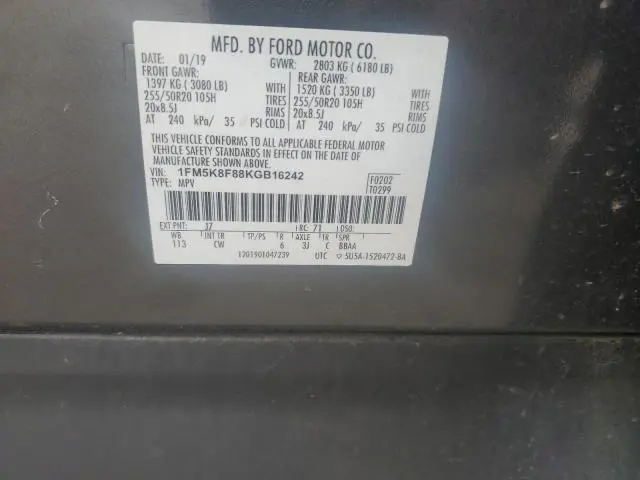 MFD. BY FORD MOTOR CO.
DATE: 01/19 GVWR: 2803 KG ( 6180 LB)
FRONT GAWR: REAR GAWR:
1397 KG ( 3080 LB) WITH 1520 KG ( 3350 LB) WITH
255/50R20 105H TIRES 255/50R20 105H TIRES
20x8.5J RIMS 20x8.5J RIMS
AT 240 kPa/ 35 PSI COLD AT 240 kPa/ 35 PSI COLD
THIS VEHICLE CONFORMS TO ALL APPLICABLE FEDERAL MOTOR
VEHICLE SAFETY STANDARDS IN EFFECT ON THE DATE OF
MANUFACTURE SHOWN ABOVE.
VIN: 1FM5K8F88KGB16242 F0202
TYPE: MPV T0299
EXT PNT: J7 RC: 71 DSO:
WB INT TR TP/PS R AXLE TR SPR
113 CW 6 3J C BBAA
1201901047239 UTC ▽ 5U5A-1520472-BA